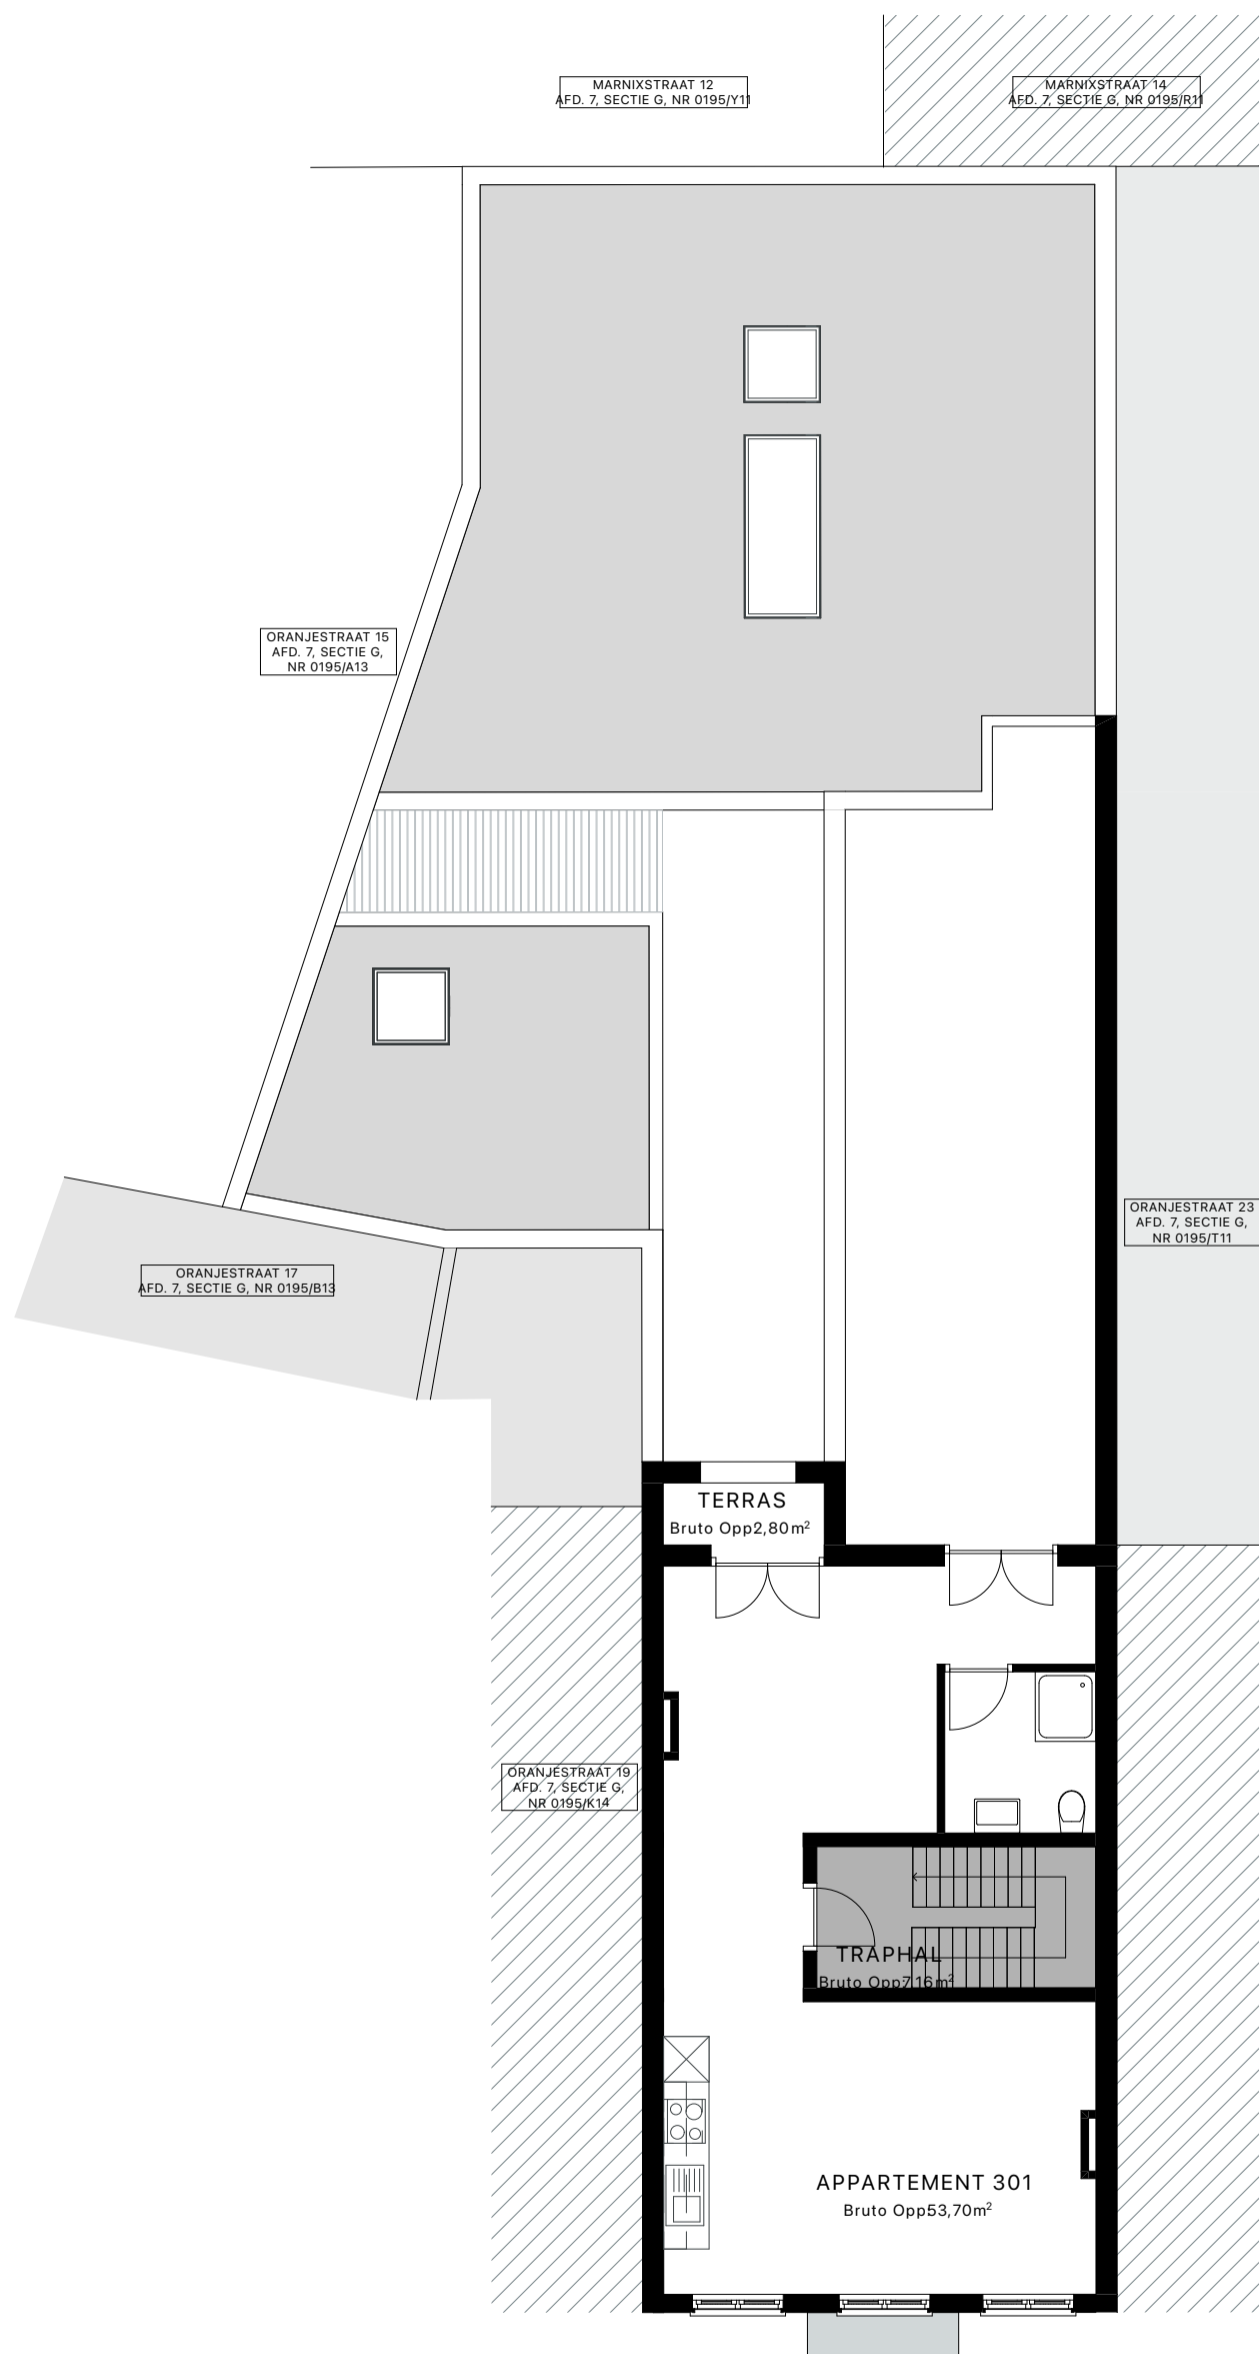 MARNIXSTRAAT 12
AFD. 7, SECTIE G, NR 0195/Y11
MARNIXSTRAAT 14
AFD. 7, SECTIE G, NR 0195/R11
ORANJESTRAAT 15
AFD. 7, SECTIE G,
NR 0195/A13
ORANJESTRAAT 23
AFD. 7, SECTIE G,
NR 0195/T11
ORANJESTRAAT 17
AFD. 7, SECTIE G, NR 0195/B13
TERRAS
Bruto Opp2,80m²
ORANJESTRAAT 19
AFD. 7, SECTIE G,
NR 0195/K14
TRAPHAL
Bruto Opp7,16m²
APPARTEMENT 301
Bruto Opp53,70m²